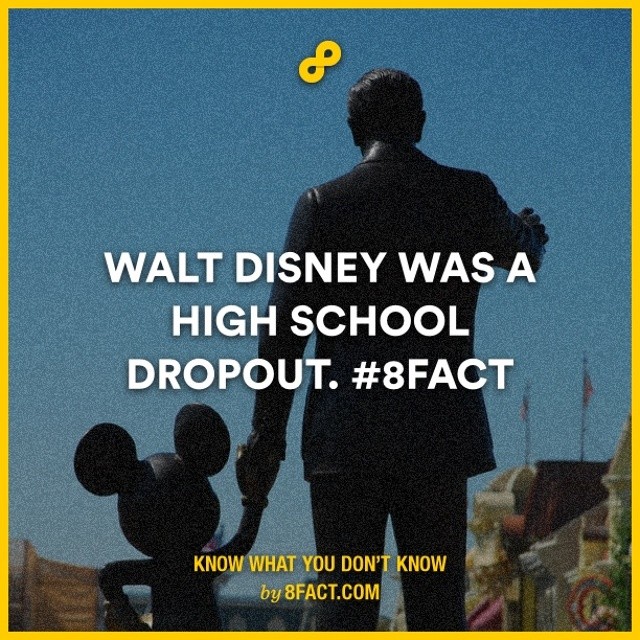 WALT DISNEY WAS A
HIGH SCHOOL
DROPOUT. #8FACT
KNOW WHAT YOU DON'T KNOW
by 8FACT.COM